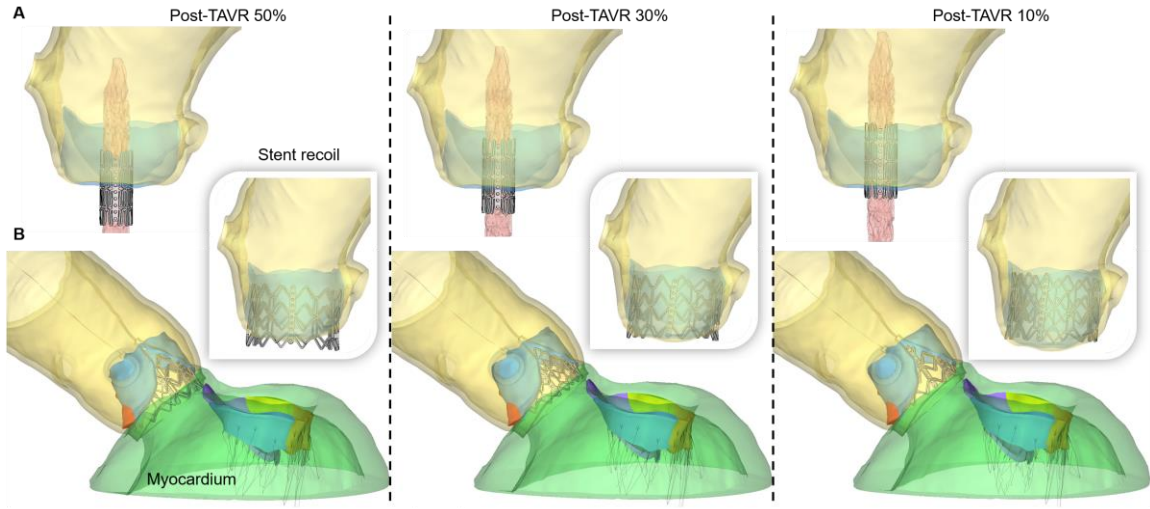 A
Post-TAVR 50%
Post-TAVR 30%
Post-TAVR 10%
Stent recoil
B
Myocardium